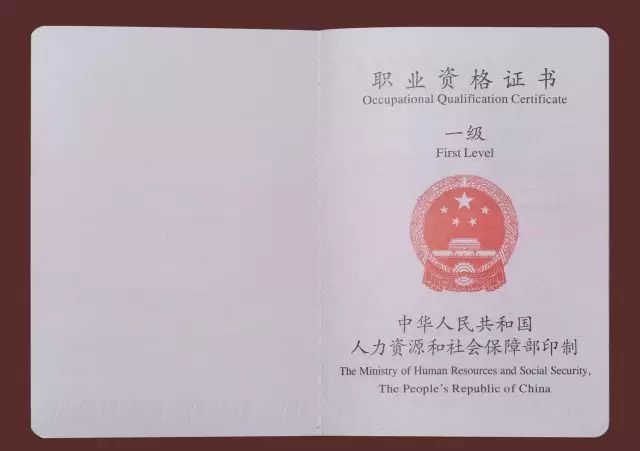 职业资格证书
Occupational Qualification Certificate
一级
First Level
中华人民共和国
人力资源和社会保障部印制
The Ministry of Human Resources and Social Security,
The People's Republic of China